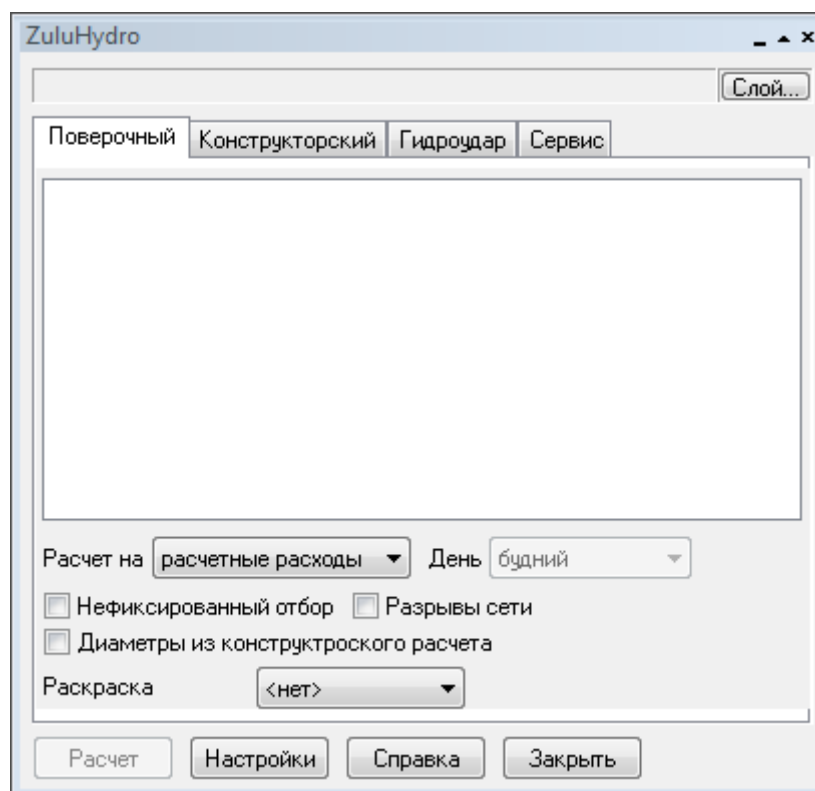 ZuluHydro
Слой...
Поверочный Конструкторский Гидроудар Сервис
Расчет на расчетные расходы День будний
Нефиксированный отбор Разрывы сети
Диаметры из конструктроского расчета
Раскраска <нет>
Расчет Настройки Справка Закрыть